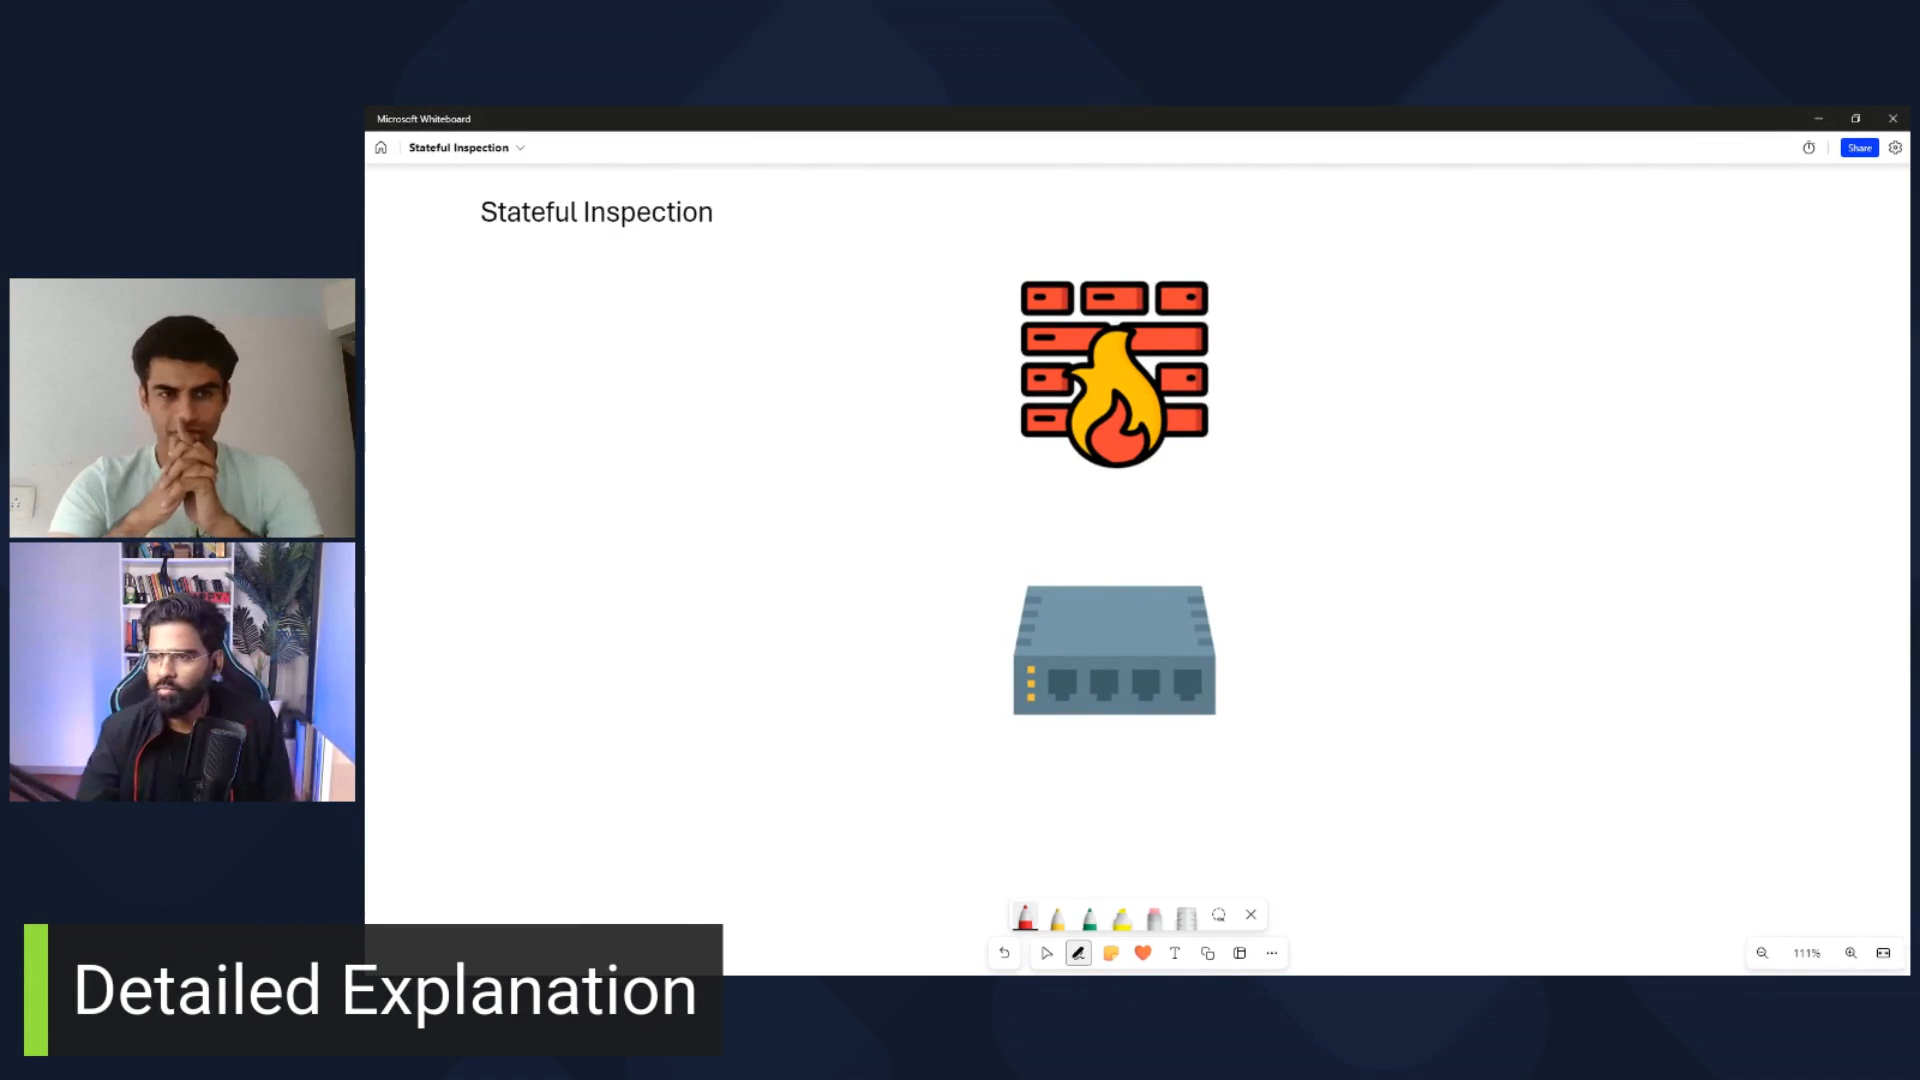 Microsoft Whiteboard
Stateful Inspection
Share
Stateful Inspection
111%
Detailed Explanation